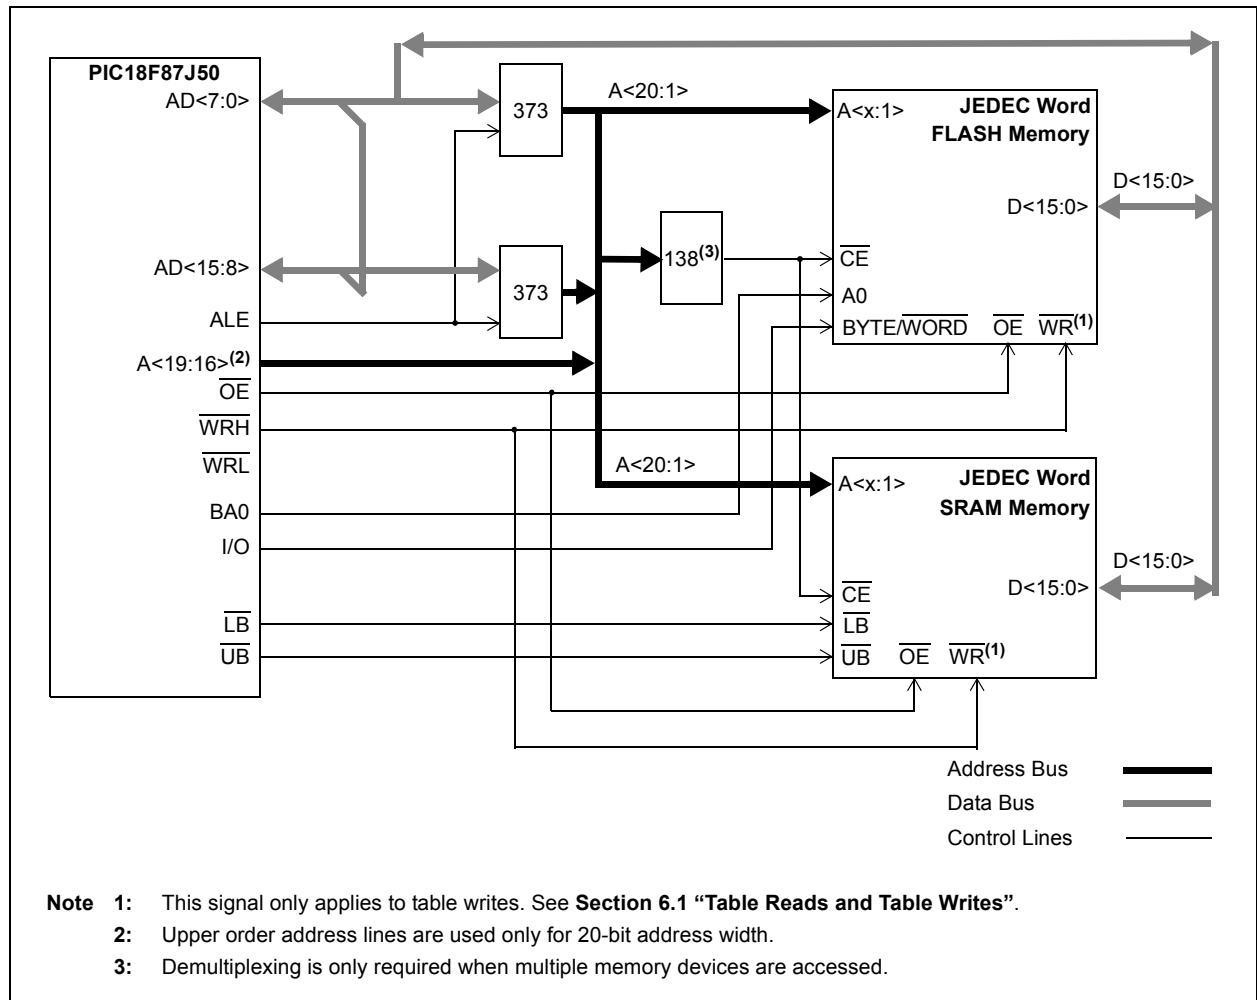 PIC18F87J50
AD<7:0>
AD<15:8>
ALE
A<19:16>(2)
OE
WRH
WRL
BA0
I/O
LB
UB
373
373
138(3)
A<20:1>
A<20:1>
A<x:1>
JEDEC Word
FLASH Memory
D<15:0>
D<15:0>
CE
A0
BYTE/WORD OE WR(1)
A<x:1>
JEDEC Word
SRAM Memory
D<15:0>
D<15:0>
CE
LB
UB OE WR(1)
Address Bus
Data Bus
Control Lines
Note 1: This signal only applies to table writes. See Section 6.1 “Table Reads and Table Writes”.
2: Upper order address lines are used only for 20-bit address width.
3: Demultiplexing is only required when multiple memory devices are accessed.